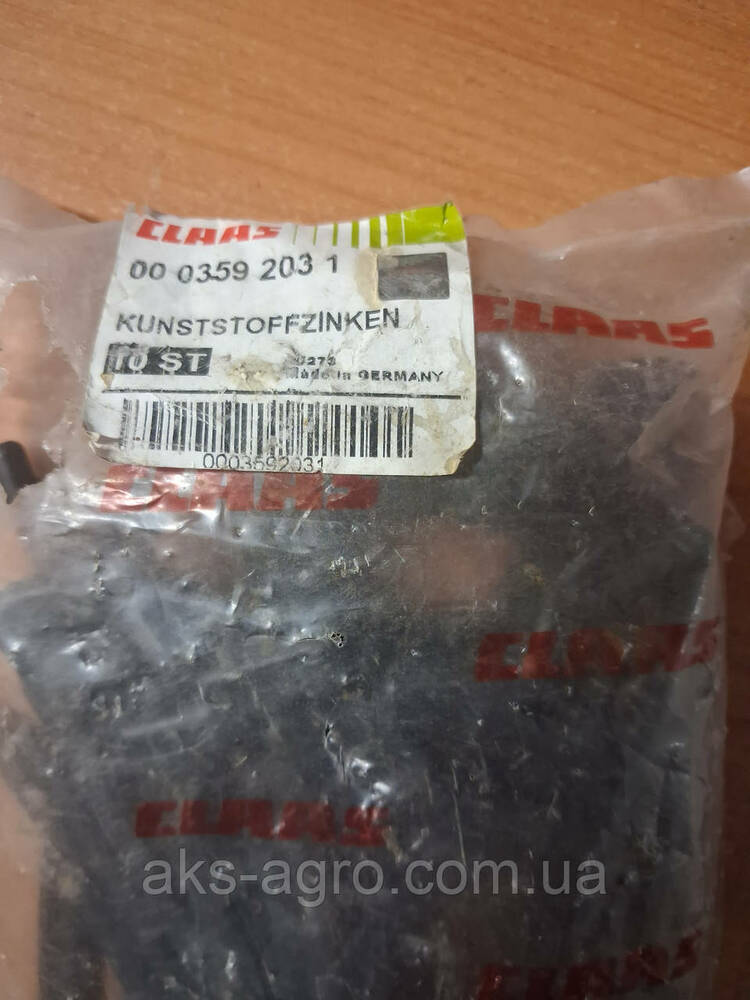 CLAAS
00 0359 203 1
KUNSTSTOFFZINKEN
CLAAS
10 ST
Made in GERMANY
0003592031
CLAAS
CLAAS
CLAAS
aks-agro.com.ua
CLAAS